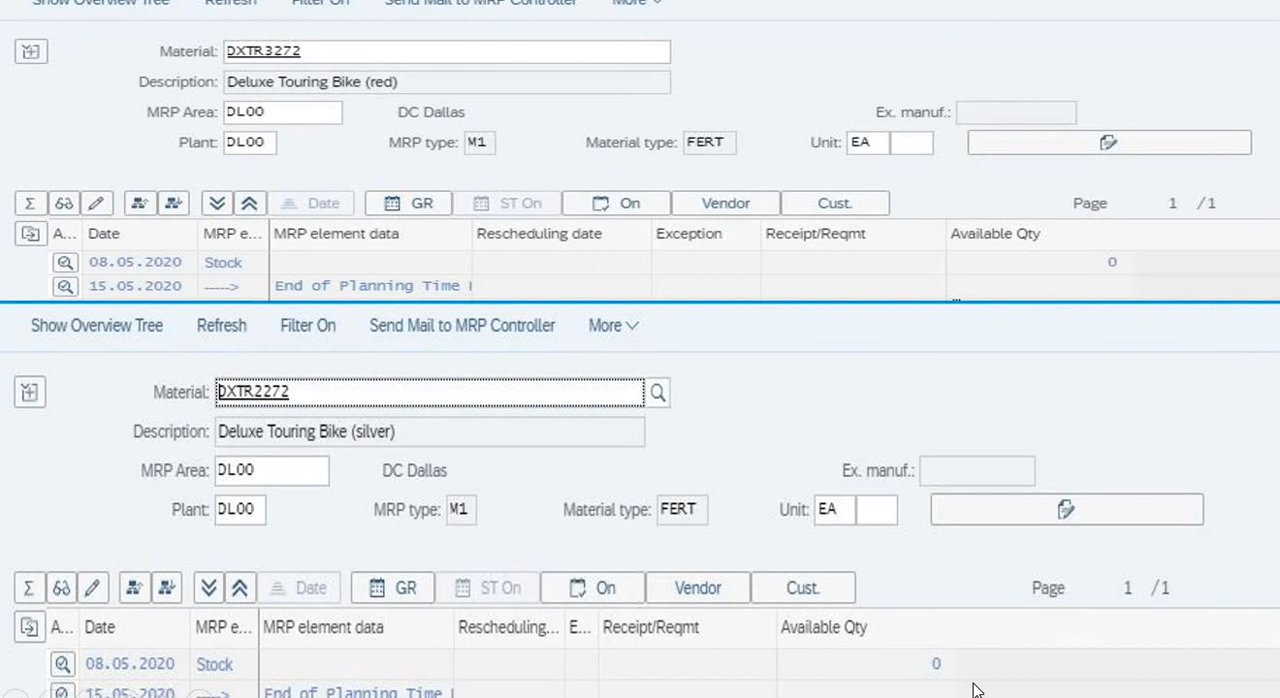 Show Overview Tree Refresh Filter On Send Mail to MRP Controller More
Material: DXTR3272
Description: Deluxe Touring Bike (red)
MRP Area: DL00 DC Dallas Ex. manuf.:
Plant: DL00 MRP type: M1 Material type: FERT Unit: EA
Σ Date GR ST On On Vendor Cust. Page 1 /1
A... Date MRP e... MRP element data Rescheduling date Exception Receipt/Reqmt Available Qty
08.05.2020 Stock 0
15.05.2020 -----> End of Planning Time
...
Show Overview Tree Refresh Filter On Send Mail to MRP Controller More
Material: DXTR2272
Description: Deluxe Touring Bike (silver)
MRP Area: DL00 DC Dallas Ex. manuf.:
Plant: DL00 MRP type: M1 Material type: FERT Unit: EA
Σ Date GR ST On On Vendor Cust. Page 1 /1
A... Date MRP e... MRP element data Rescheduling... E... Receipt/Reqmt Available Qty
08.05.2020 Stock 0
15.05.2020 -----> End of Planning Time